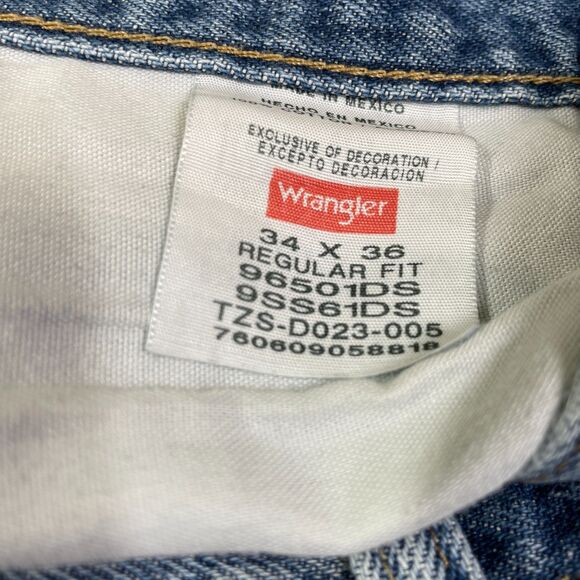 MADE IN MEXICO
HECHO EN MEXICO
EXCLUSIVE OF DECORATION /
EXCEPTO DECORACION
Wrangler
34 X 36
REGULAR FIT
96501DS
9SS61DS
TZS-D023-005
760609058818